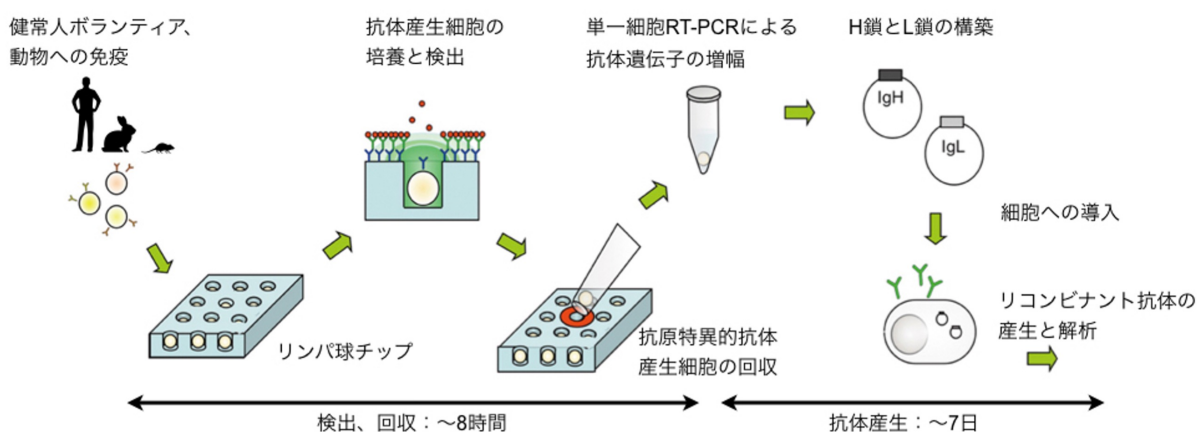 健常人ボランティア、
動物への免疫
抗体産生細胞の
培養と検出
単一細胞RT-PCRによる
抗体遺伝子の増幅
H鎖とL鎖の構築
IgH
IgL
細胞への導入
リンパ球チップ
抗原特異的抗体
産生細胞の回収
リコンビナント抗体の
産生と解析
検出、回収：～8時間
抗体産生：～7日